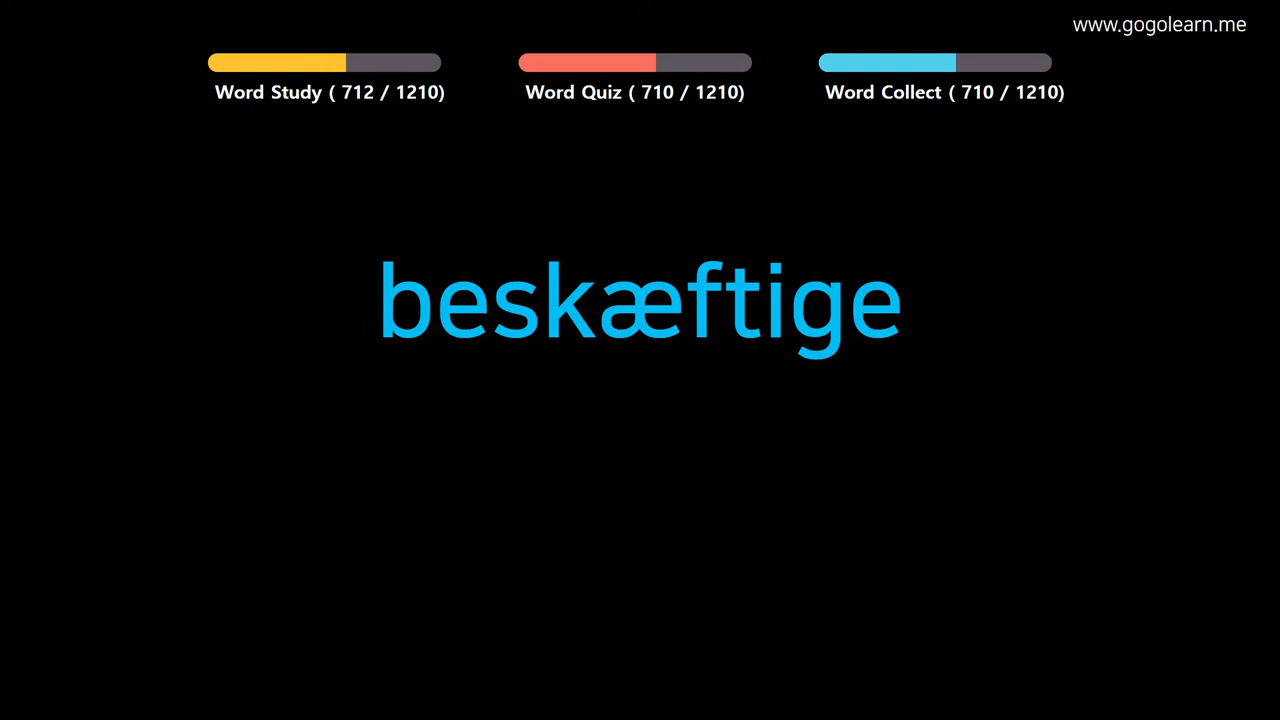 www.gogolearn.me
Word Study ( 712 / 1210)
Word Quiz ( 710 / 1210)
Word Collect ( 710 / 1210)
beskæftige